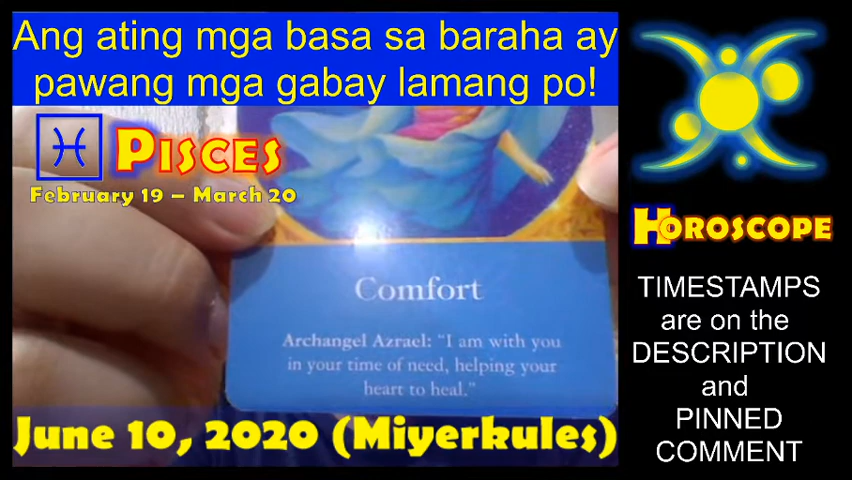 Ang ating mga basa sa baraha ay
pawang mga gabay lamang po!
PISCES
February 19 – March 20
Comfort
Archangel Azrael: "I am with you
in your time of need, helping your
heart to heal."
June 10, 2020 (Miyerkules)
HOROSCOPE
TIMESTAMPS
are on the
DESCRIPTION
and
PINNED
COMMENT